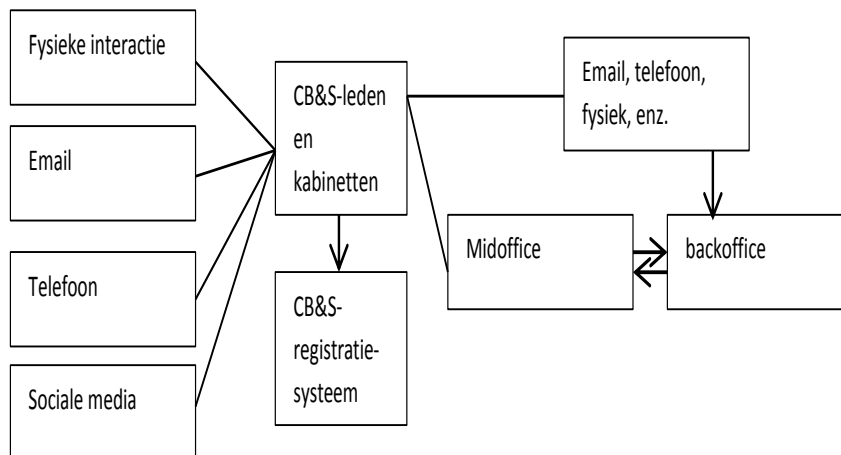 Fysieke interactie
Email
Telefoon
Sociale media
CB&S-leden
en
kabinetten
CB&S-
registratie-
systeem
Email, telefoon,
fysiek, enz.
Midoffice
backoffice